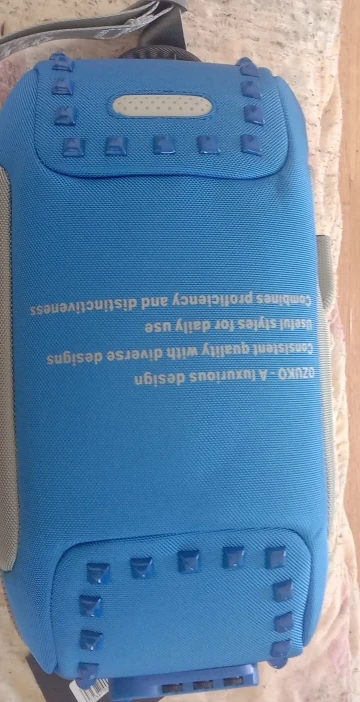 OZUKO - A luxurious design
Consistent quality with diverse designs
Useful styles for daily use
Combines proficiency and distinctiveness